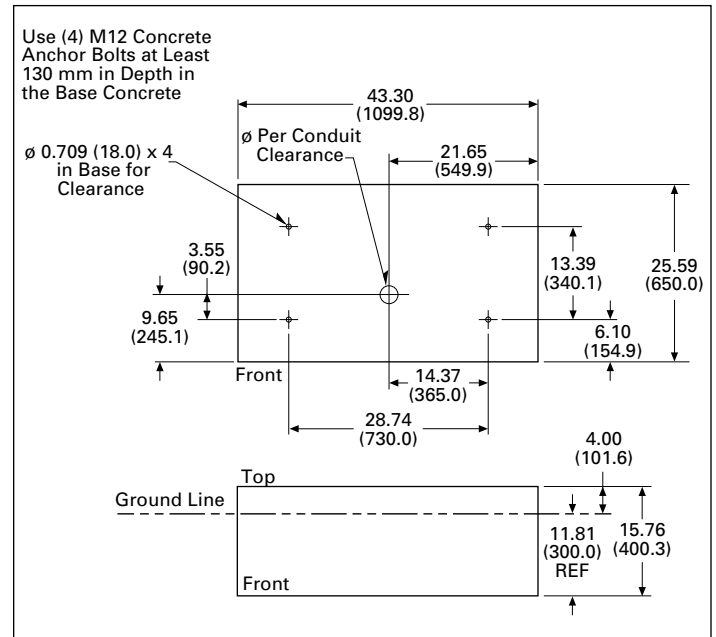 Use (4) M12 Concrete
Anchor Bolts at Least
130 mm in Depth in
the Base Concrete
43.30
(1099.8)
ø Per Conduit
Clearance
21.65
(549.9)
ø 0.709 (18.0) x 4
in Base for
Clearance
3.55
(90.2)
13.39
(340.1)
25.59
(650.0)
9.65
(245.1)
6.10
(154.9)
Front
14.37
(365.0)
28.74
(730.0)
4.00
(101.6)
Top
Ground Line
11.81
(300.0)
REF
15.76
(400.3)
Front